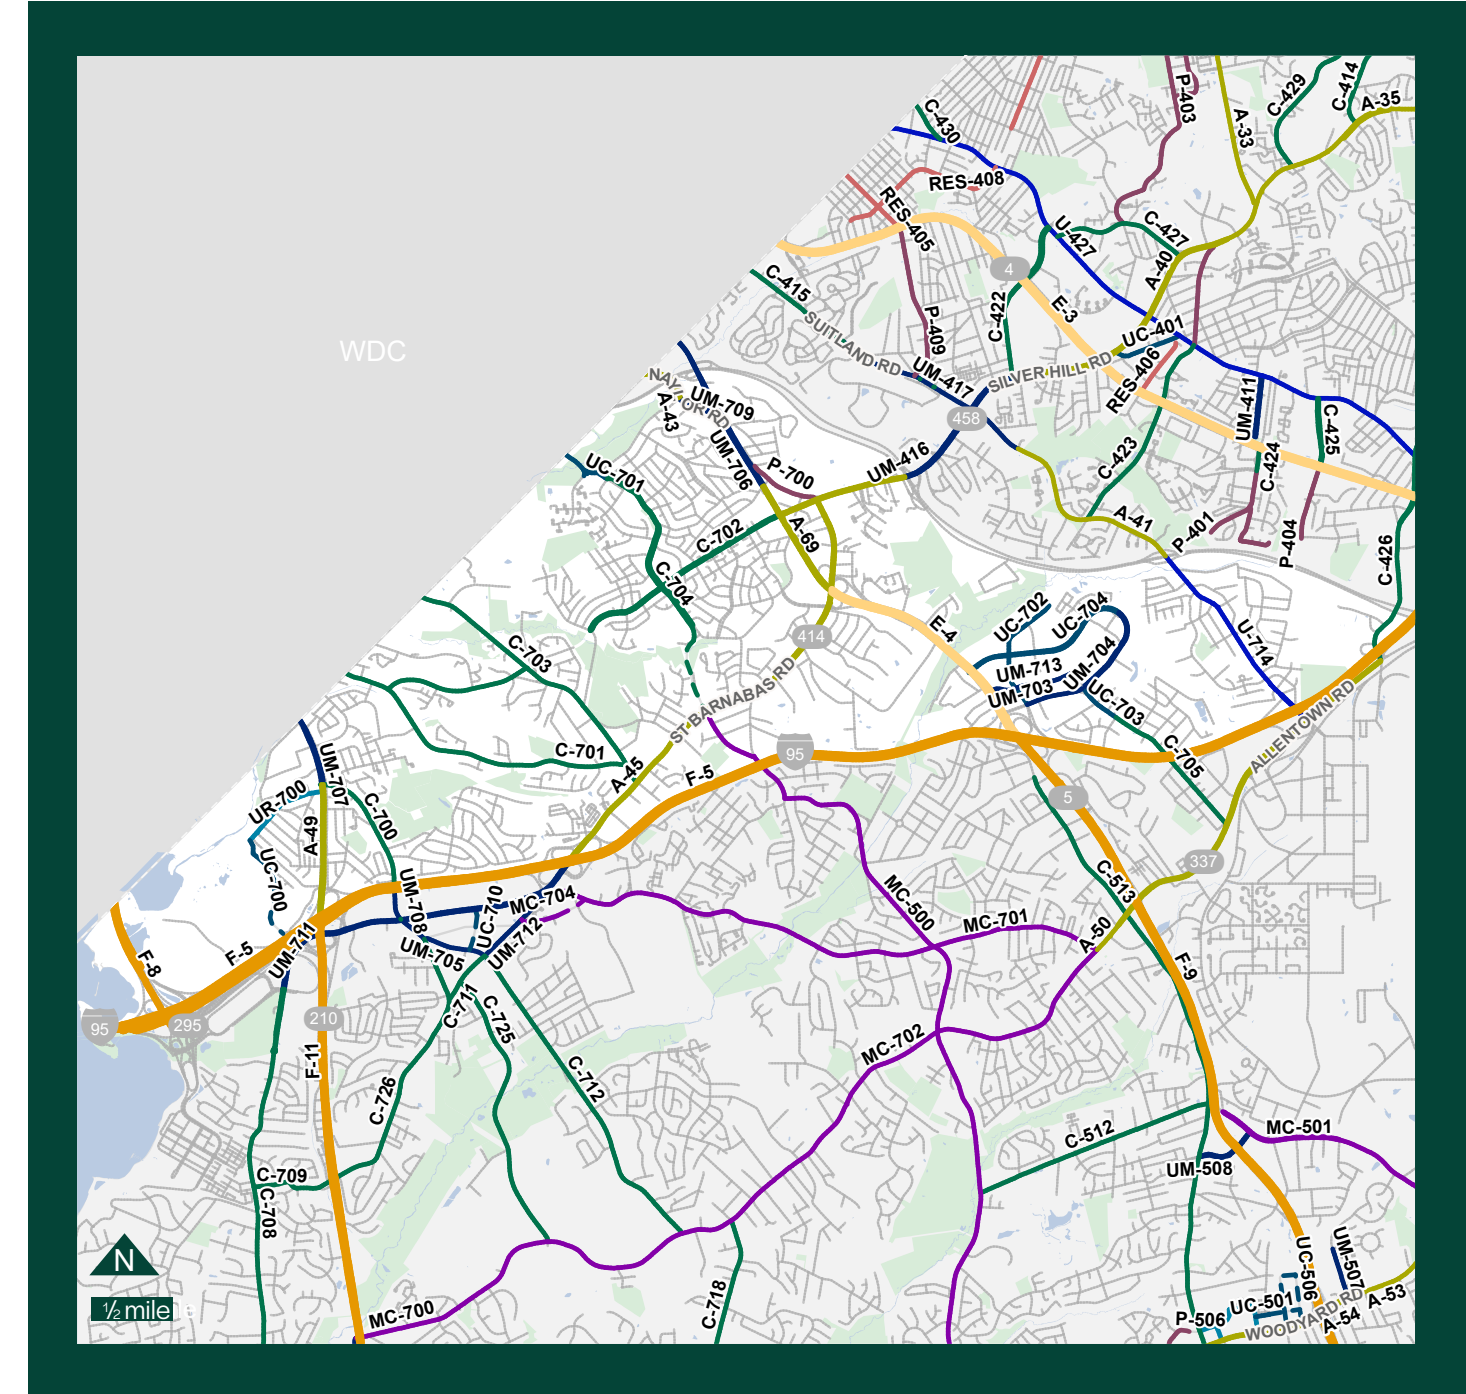 C-430
P-403
A-33
C-429
C-414
A-35
RES-408
RES-405
U-427
C-427
A-40
C-415
4
E-3
C-422
P-409
SUITLAND RD
UM-417
SILVER HILL RD
UC-401
RES-406
WDC
NAYLOR RD
A-43
UM-709
UM-706
458
UM-411
C-425
C-424
C-423
UC-701
P-700
UM-416
A-69
C-702
A-41
P-401
P-404
C-426
C-704
E-4
UC-702
UC-704
UM-713
UM-704
UM-703
UC-703
U-714
414
C-703
ST BARNABAS RD
ALLENTOWN RD
C-701
A-45
F-5
95
C-705
5
UM-707
UR-700
C-700
A-49
UC-700
337
C-513
UM-708
MC-704
UC-710
UM-712
UM-705
MC-500
MC-701
A-50
F-9
F-8
F-5
UM-711
95
295
210
C-711
C-725
F-11
C-726
C-712
MC-702
C-512
MC-501
UM-508
C-709
C-708
N
½ mile
MC-700
C-718
UC-506
UM-507
UC-501
P-506
WOODYARD RD
A-53
A-54